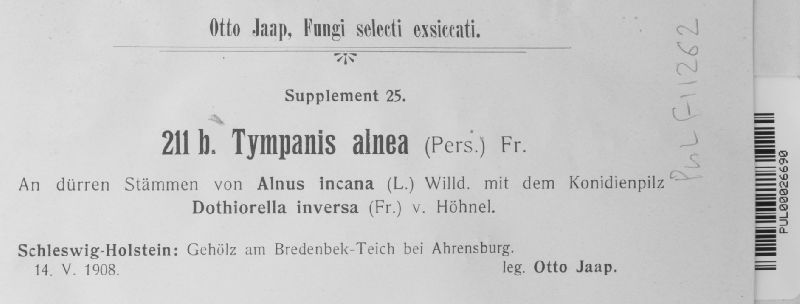 Otto Jaap, Fungi selecti exsiccati.
Supplement 25.
211 b. Tympanis alnea (Pers.) Fr.
An dürren Stämmen von Alnus incana (L.) Willd. mit dem Konidienpilz
Dothiorella inversa (Fr.) v. Höhnel.
Schleswig-Holstein: Gehölz am Bredenbek-Teich bei Ahrensburg.
14. V. 1908. leg. Otto Jaap.
PuL F11262
PUL00026690